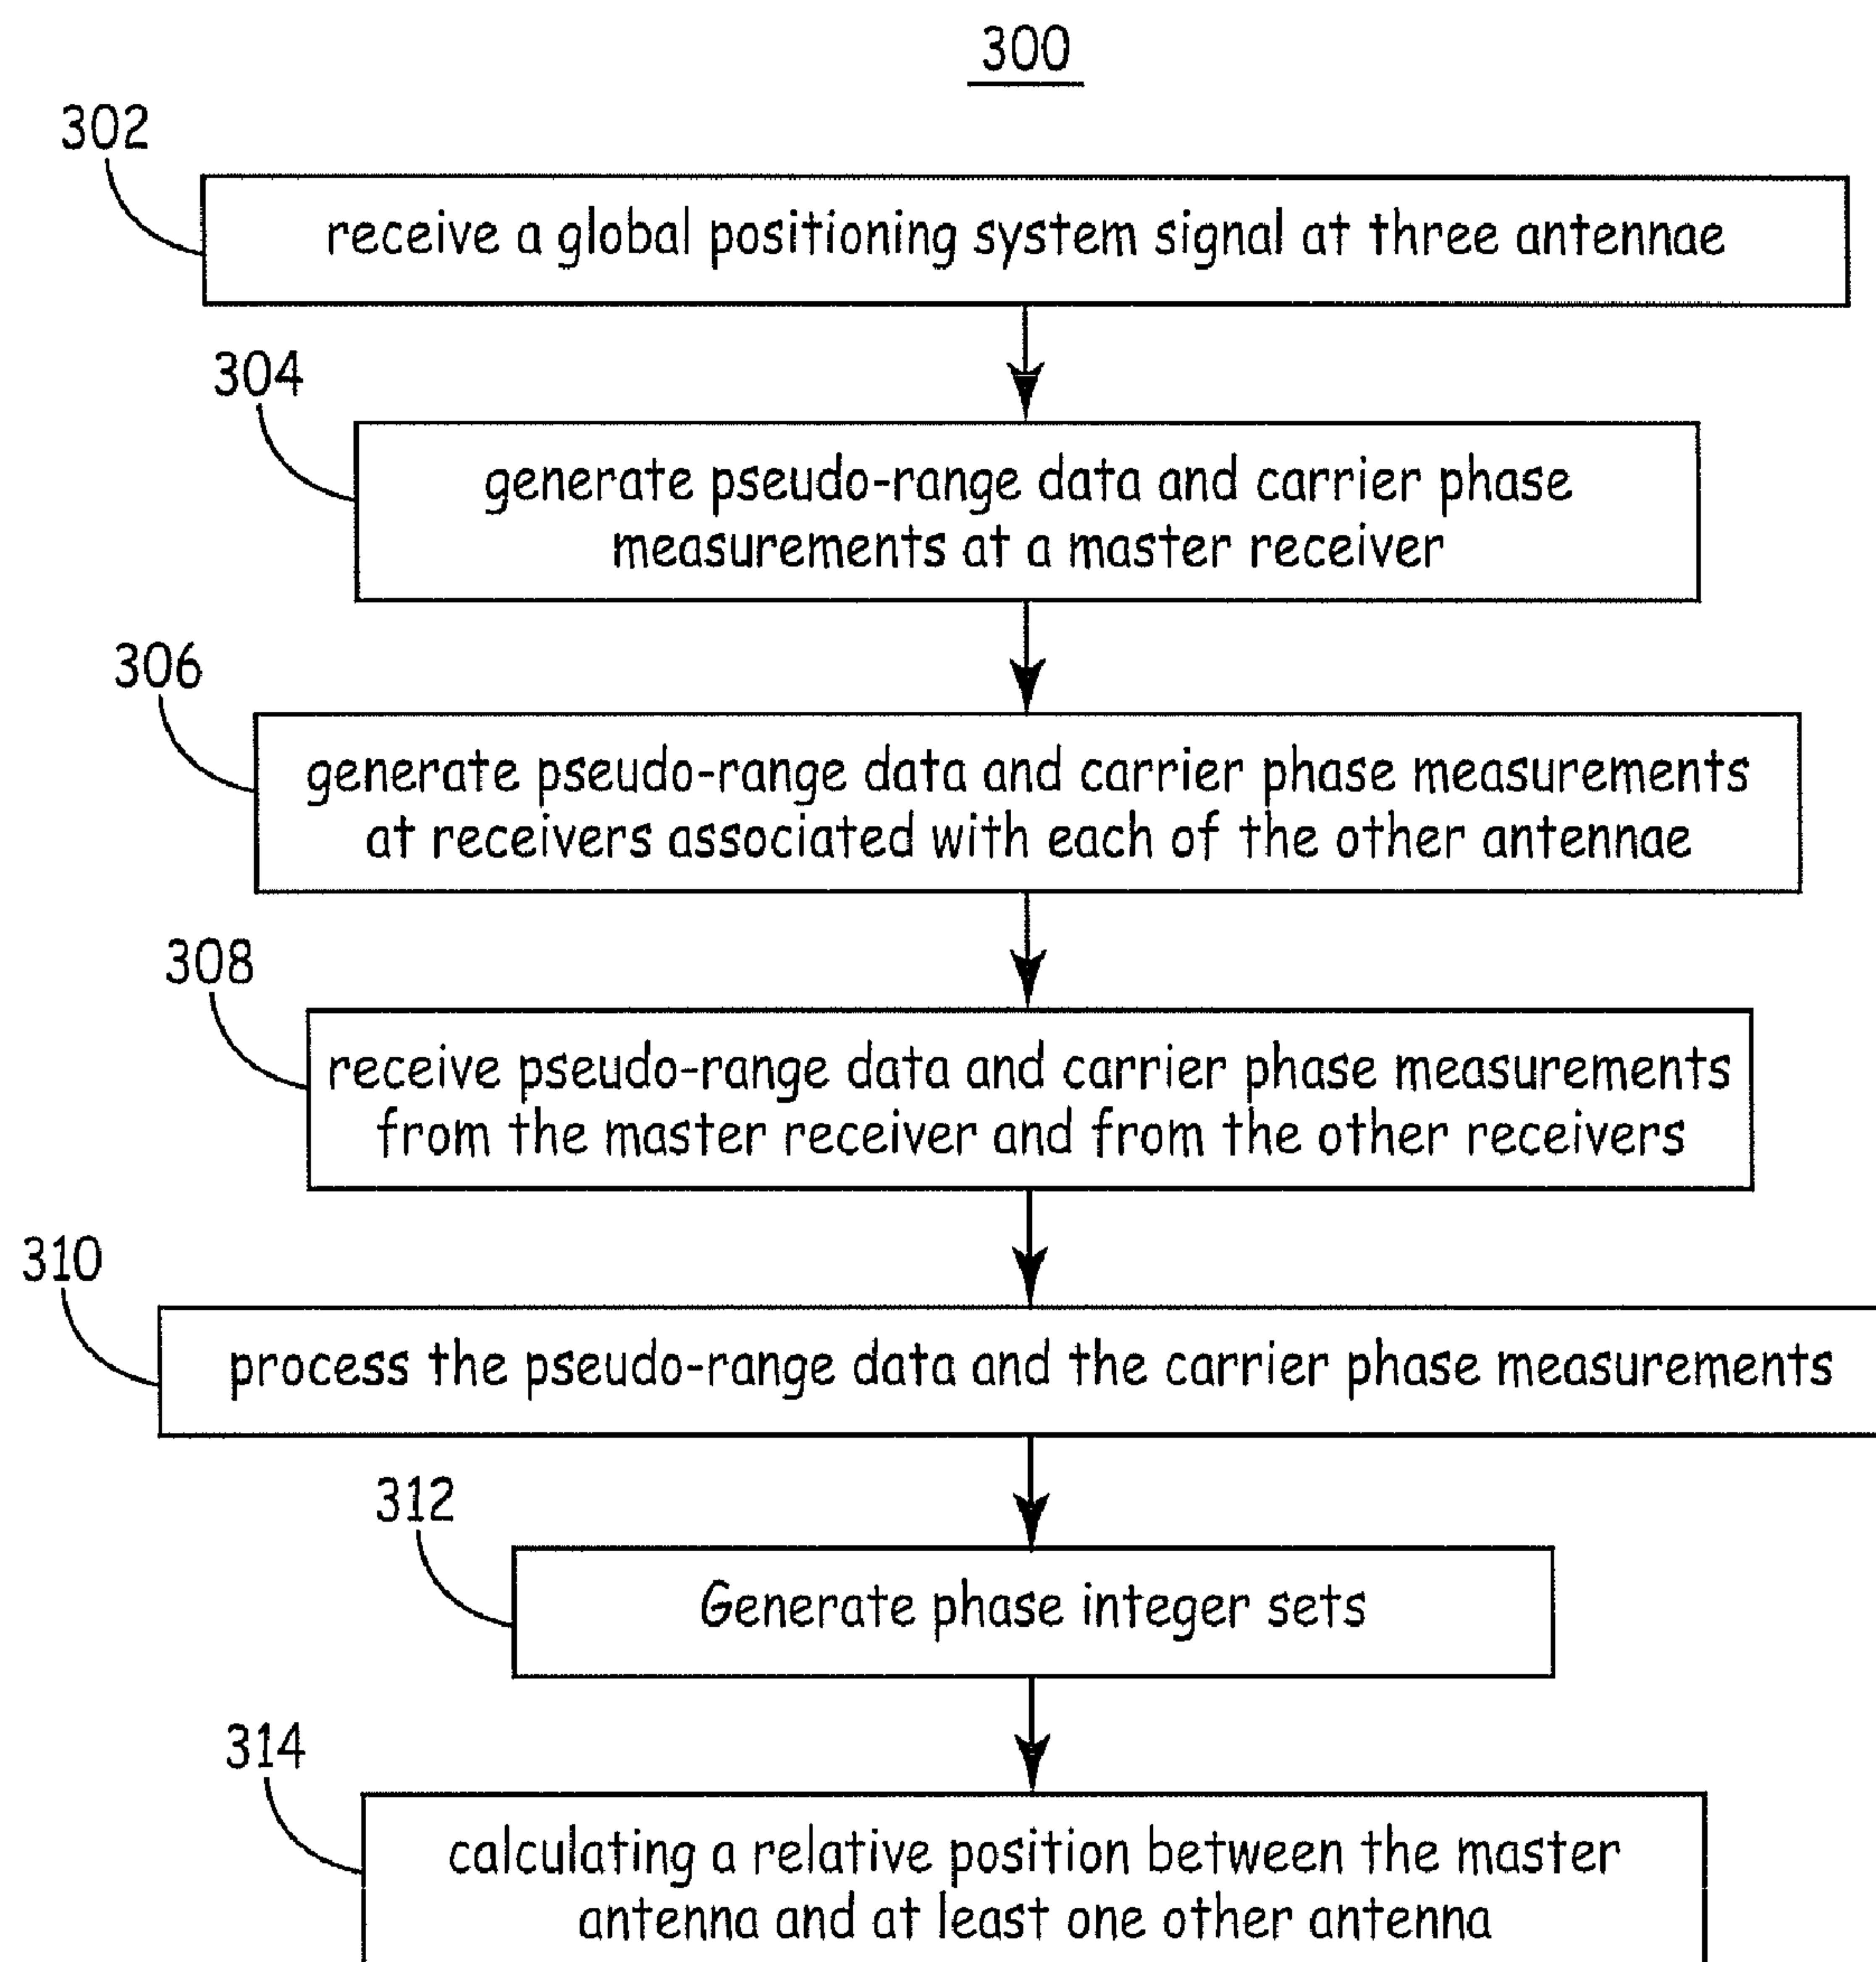 300
302
receive a global positioning system signal at three antennae
304
generate pseudo-range data and carrier phase
measurements at a master receiver
306
generate pseudo-range data and carrier phase measurements
at receivers associated with each of the other antennae
308
receive pseudo-range data and carrier phase measurements
from the master receiver and from the other receivers
310
process the pseudo-range data and the carrier phase measurements
312
Generate phase integer sets
314
calculating a relative position between the master
antenna and at least one other antenna